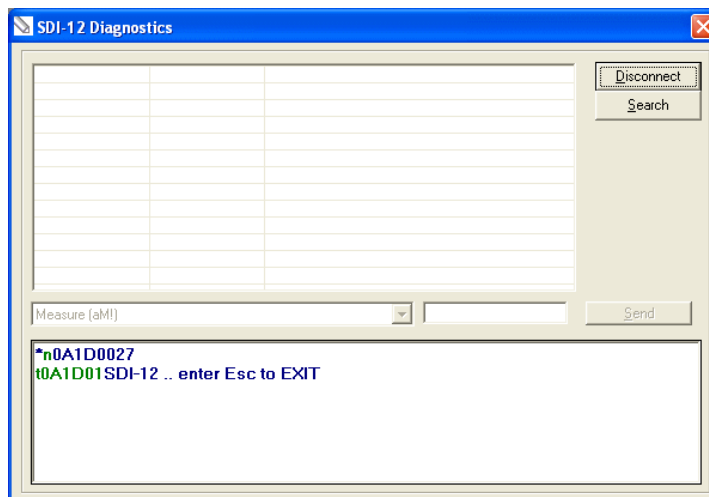 SDI-12 Diagnostics
Disconnect
Search
Measure (aM!)
Send
*n0A1D0027
t0A1D01SDI-12 .. enter Esc to EXIT